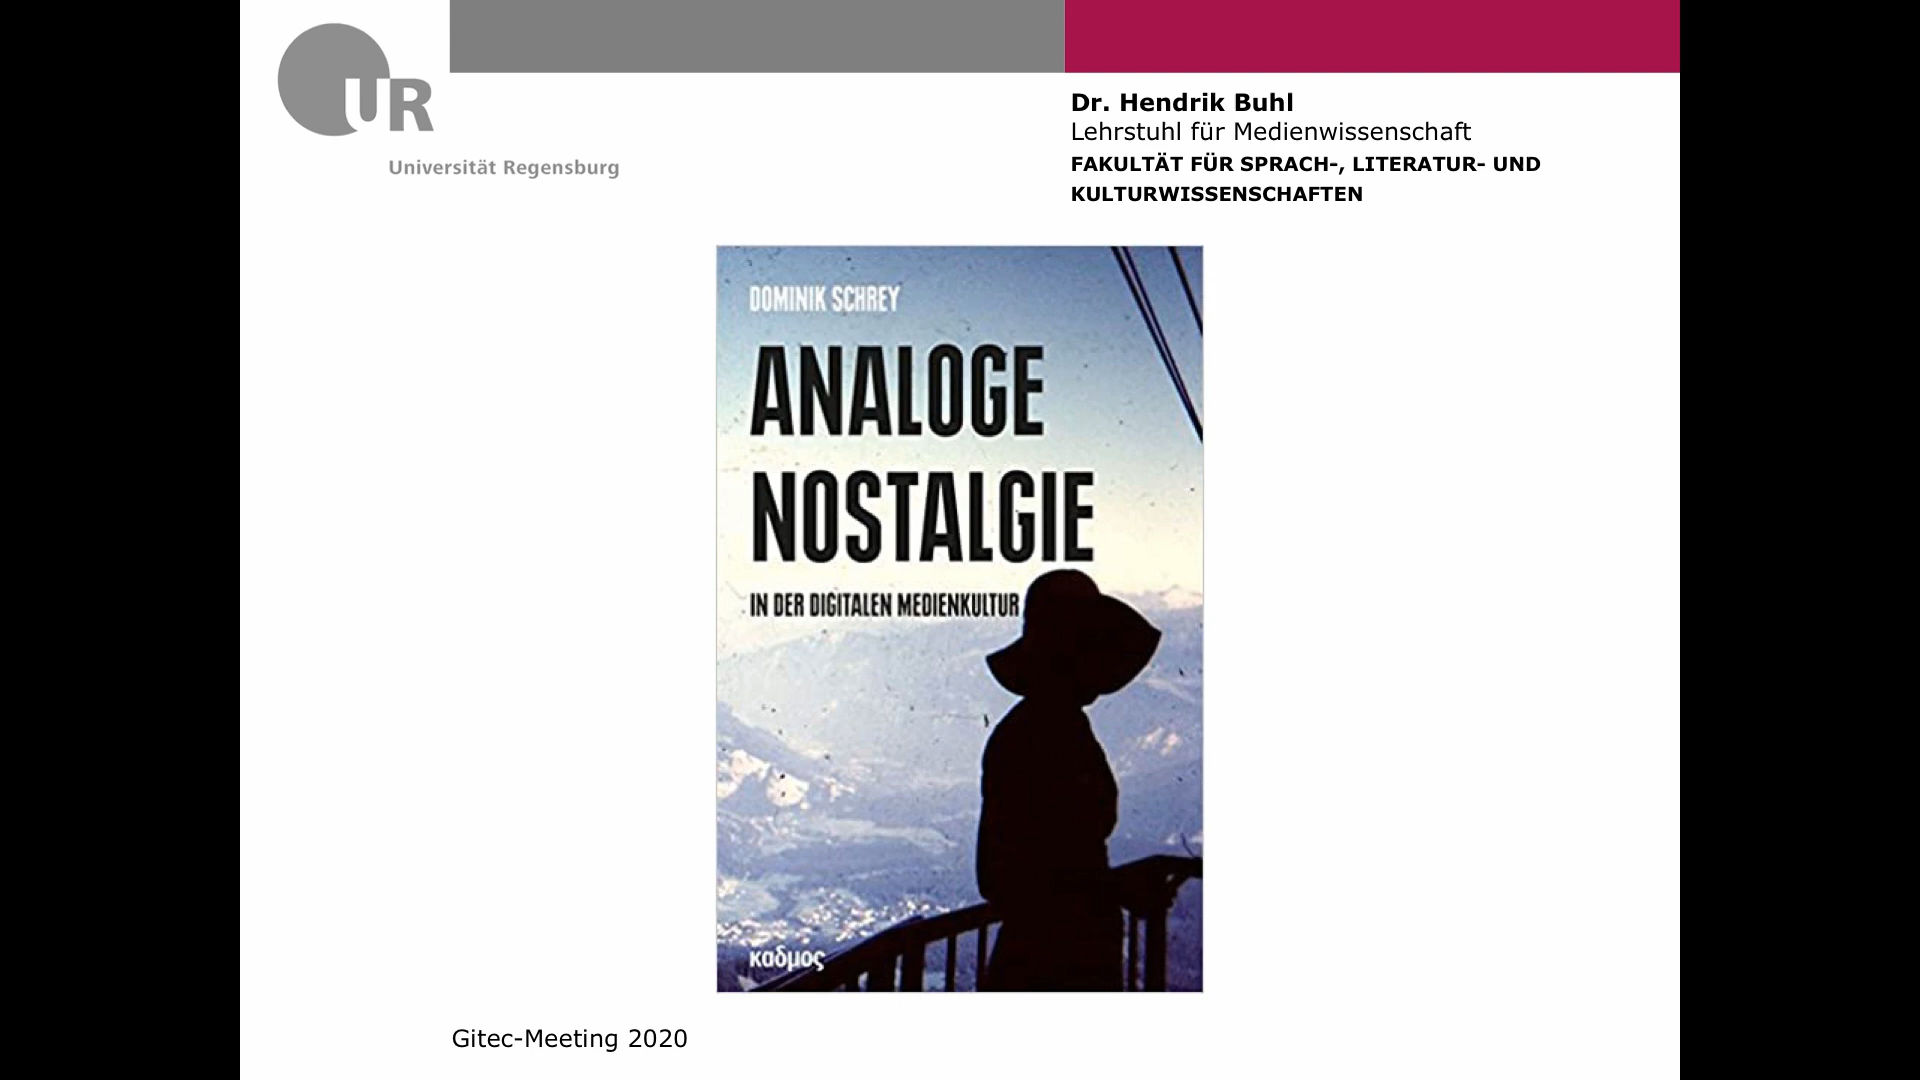 UR
Universität Regensburg
Dr. Hendrik Buhl
Lehrstuhl für Medienwissenschaft
FAKULTÄT FÜR SPRACH-, LITERATUR- UND
KULTURWISSENSCHAFTEN
DOMINIK SCHREY
ANALOGE
NOSTALGIE
IN DER DIGITALEN MEDIENKULTUR
καδμος
Gitec-Meeting 2020